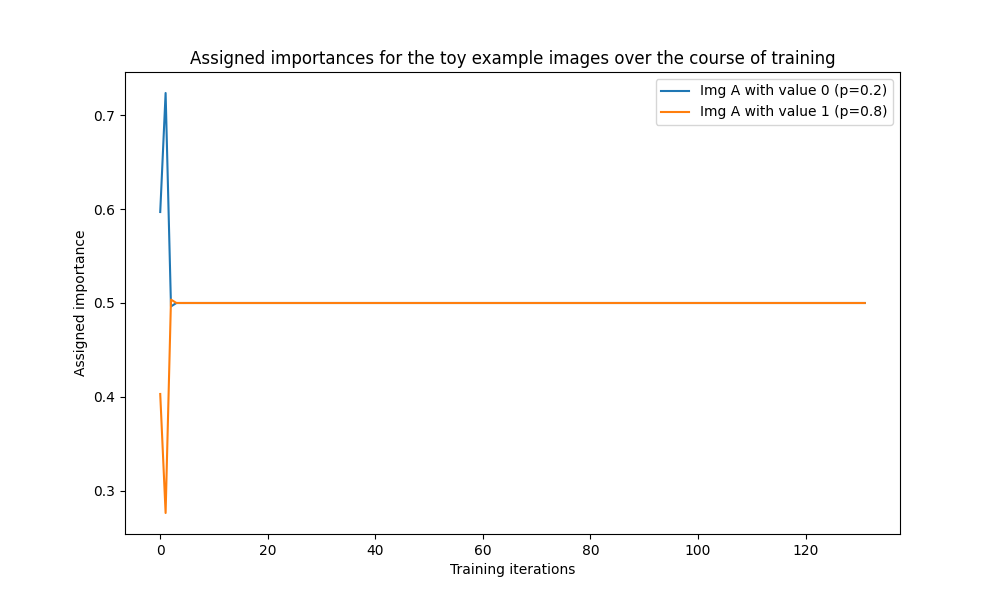 Assigned importances for the toy example images over the course of training
Img A with value 0 (p=0.2)
Img A with value 1 (p=0.8)
Assigned importance
0.7
0.6
0.5
0.4
0.3
0
20
40
60
80
100
120
Training iterations